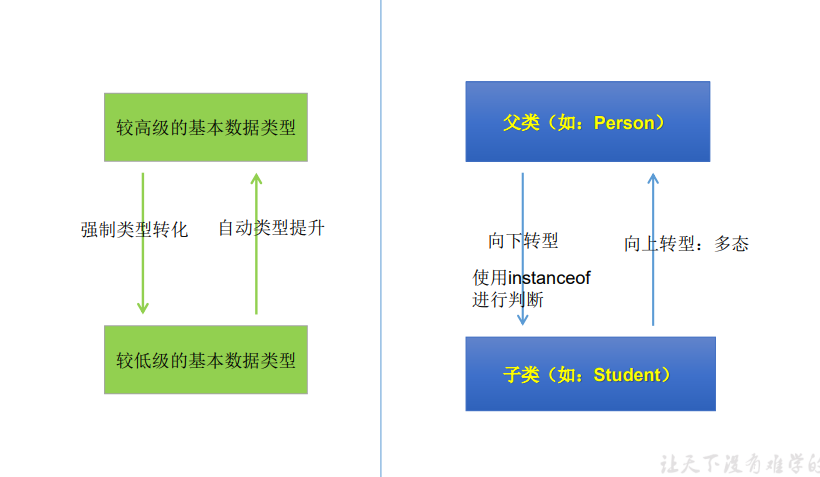 较高级的基本数据类型
强制类型转化
自动类型提升
较低级的基本数据类型
父类（如：Person）
向下转型
使用instanceof
进行判断
向上转型：多态
子类（如：Student）
让天下没有难学的